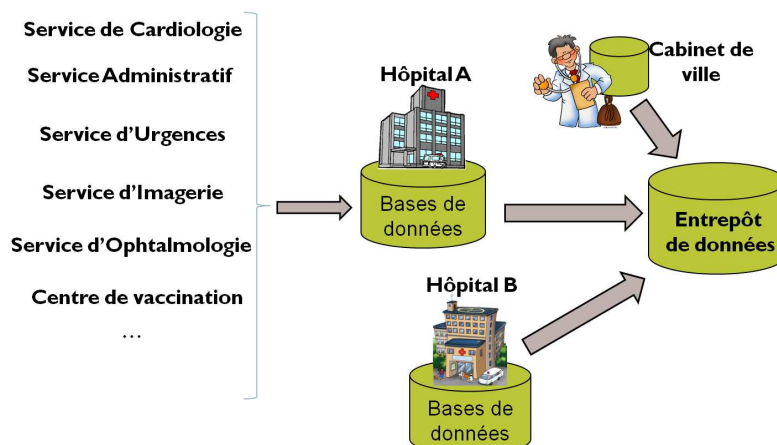 Service de Cardiologie
Service Administratif
Service d'Urgences
Service d'Imagerie
Service d'Ophtalmologie
Centre de vaccination
…
Hôpital A
Bases de
données
Hôpital B
Bases de
données
Cabinet de
ville
Entrepôt
de données